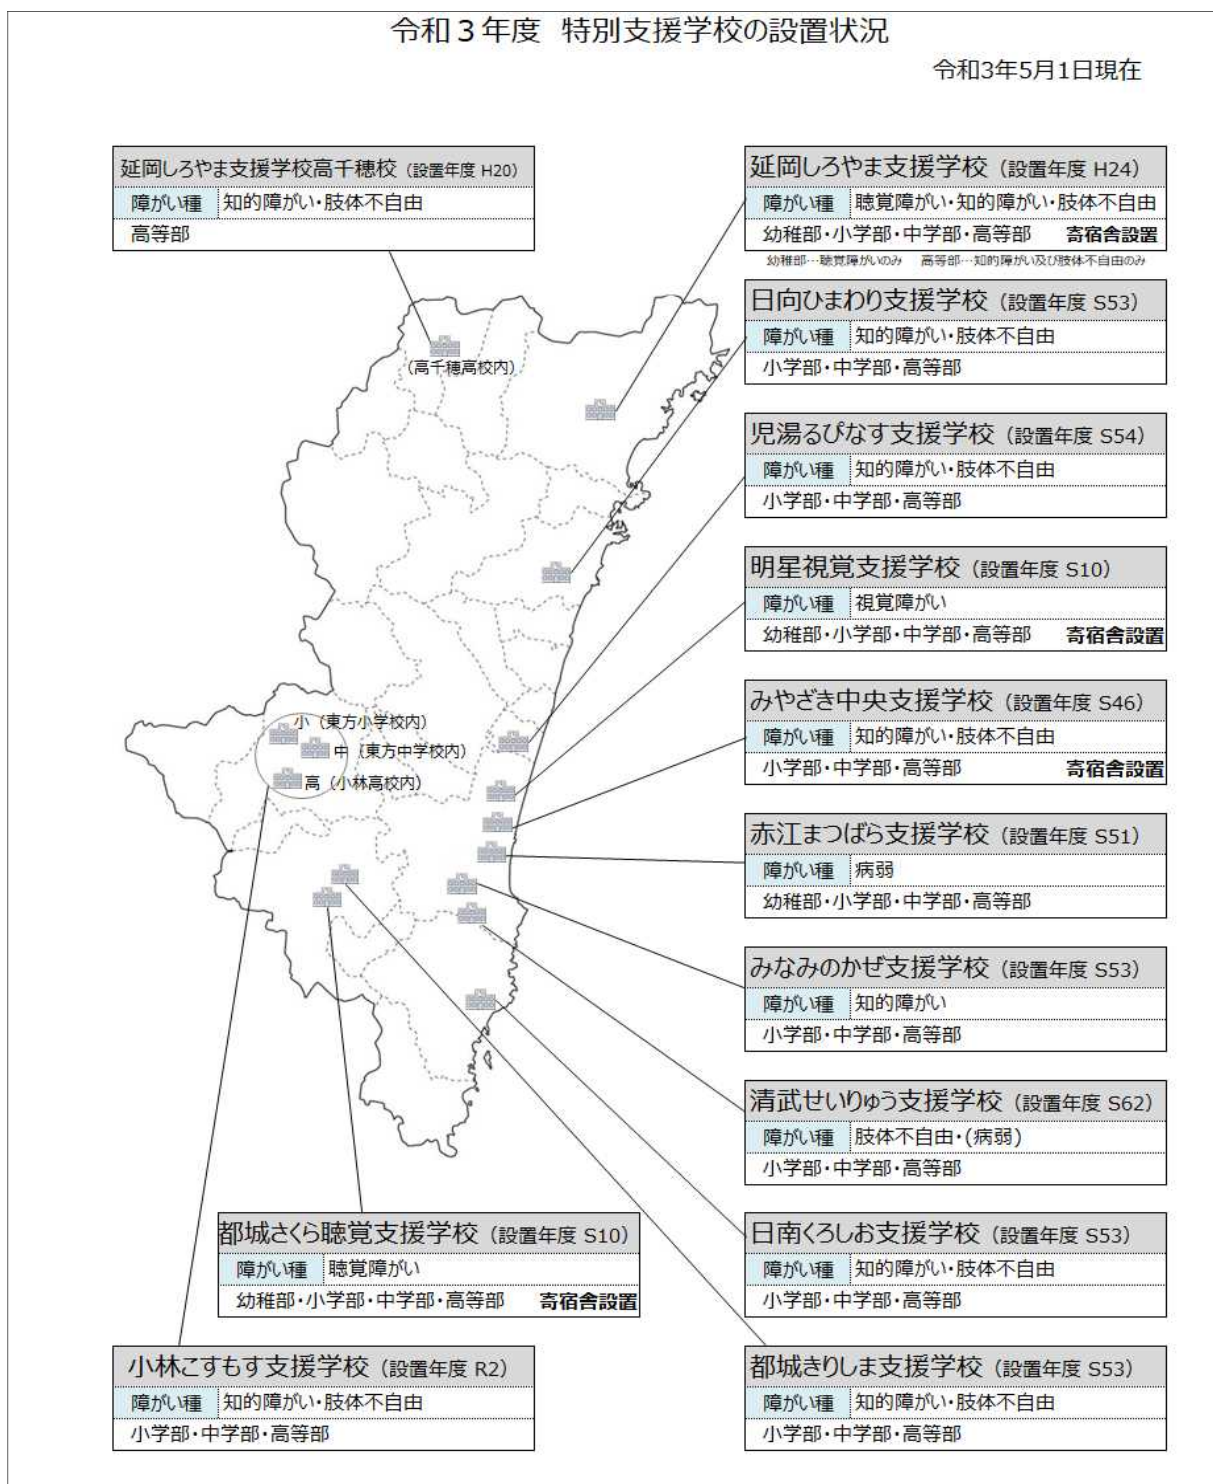 令和３年度 特別支援学校の設置状況
令和3年5月1日現在
延岡しろやま支援学校高千穂校（設置年度 H20）
障がい種 知的障がい・肢体不自由
高等部
延岡しろやま支援学校（設置年度 H24）
障がい種 聴覚障がい・知的障がい・肢体不自由
幼稚部・小学部・中学部・高等部 寄宿舎設置
幼稚部…聴覚障がいのみ 高等部…知的障がい及び肢体不自由のみ
日向ひまわり支援学校（設置年度 S53）
障がい種 知的障がい・肢体不自由
小学部・中学部・高等部
児湯るぴなす支援学校（設置年度 S54）
障がい種 知的障がい・肢体不自由
小学部・中学部・高等部
明星視覚支援学校（設置年度 S10）
障がい種 視覚障がい
幼稚部・小学部・中学部・高等部 寄宿舎設置
みやざき中央支援学校（設置年度 S46）
障がい種 知的障がい・肢体不自由
小学部・中学部・高等部 寄宿舎設置
赤江まつばら支援学校（設置年度 S51）
障がい種 病弱
幼稚部・小学部・中学部・高等部
みなみのかぜ支援学校（設置年度 S53）
障がい種 知的障がい
小学部・中学部・高等部
清武せいりゅう支援学校（設置年度 S62）
障がい種 肢体不自由・(病弱)
小学部・中学部・高等部
日南くろしお支援学校（設置年度 S53）
障がい種 知的障がい・肢体不自由
小学部・中学部・高等部
都城きりしま支援学校（設置年度 S53）
障がい種 知的障がい・肢体不自由
小学部・中学部・高等部
（高千穂高校内）
小（東方小学校内）
中（東方中学校内）
高（小林高校内）
都城さくら聴覚支援学校（設置年度 S10）
障がい種 聴覚障がい
幼稚部・小学部・中学部・高等部 寄宿舎設置
小林こすもす支援学校（設置年度 R2）
障がい種 知的障がい・肢体不自由
小学部・中学部・高等部